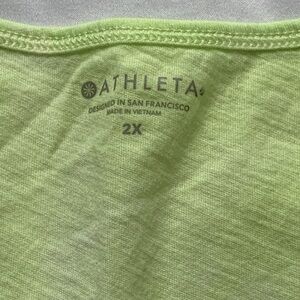 ATHLETA
DESIGNED IN SAN FRANCISCO
MADE IN VIETNAM
2X